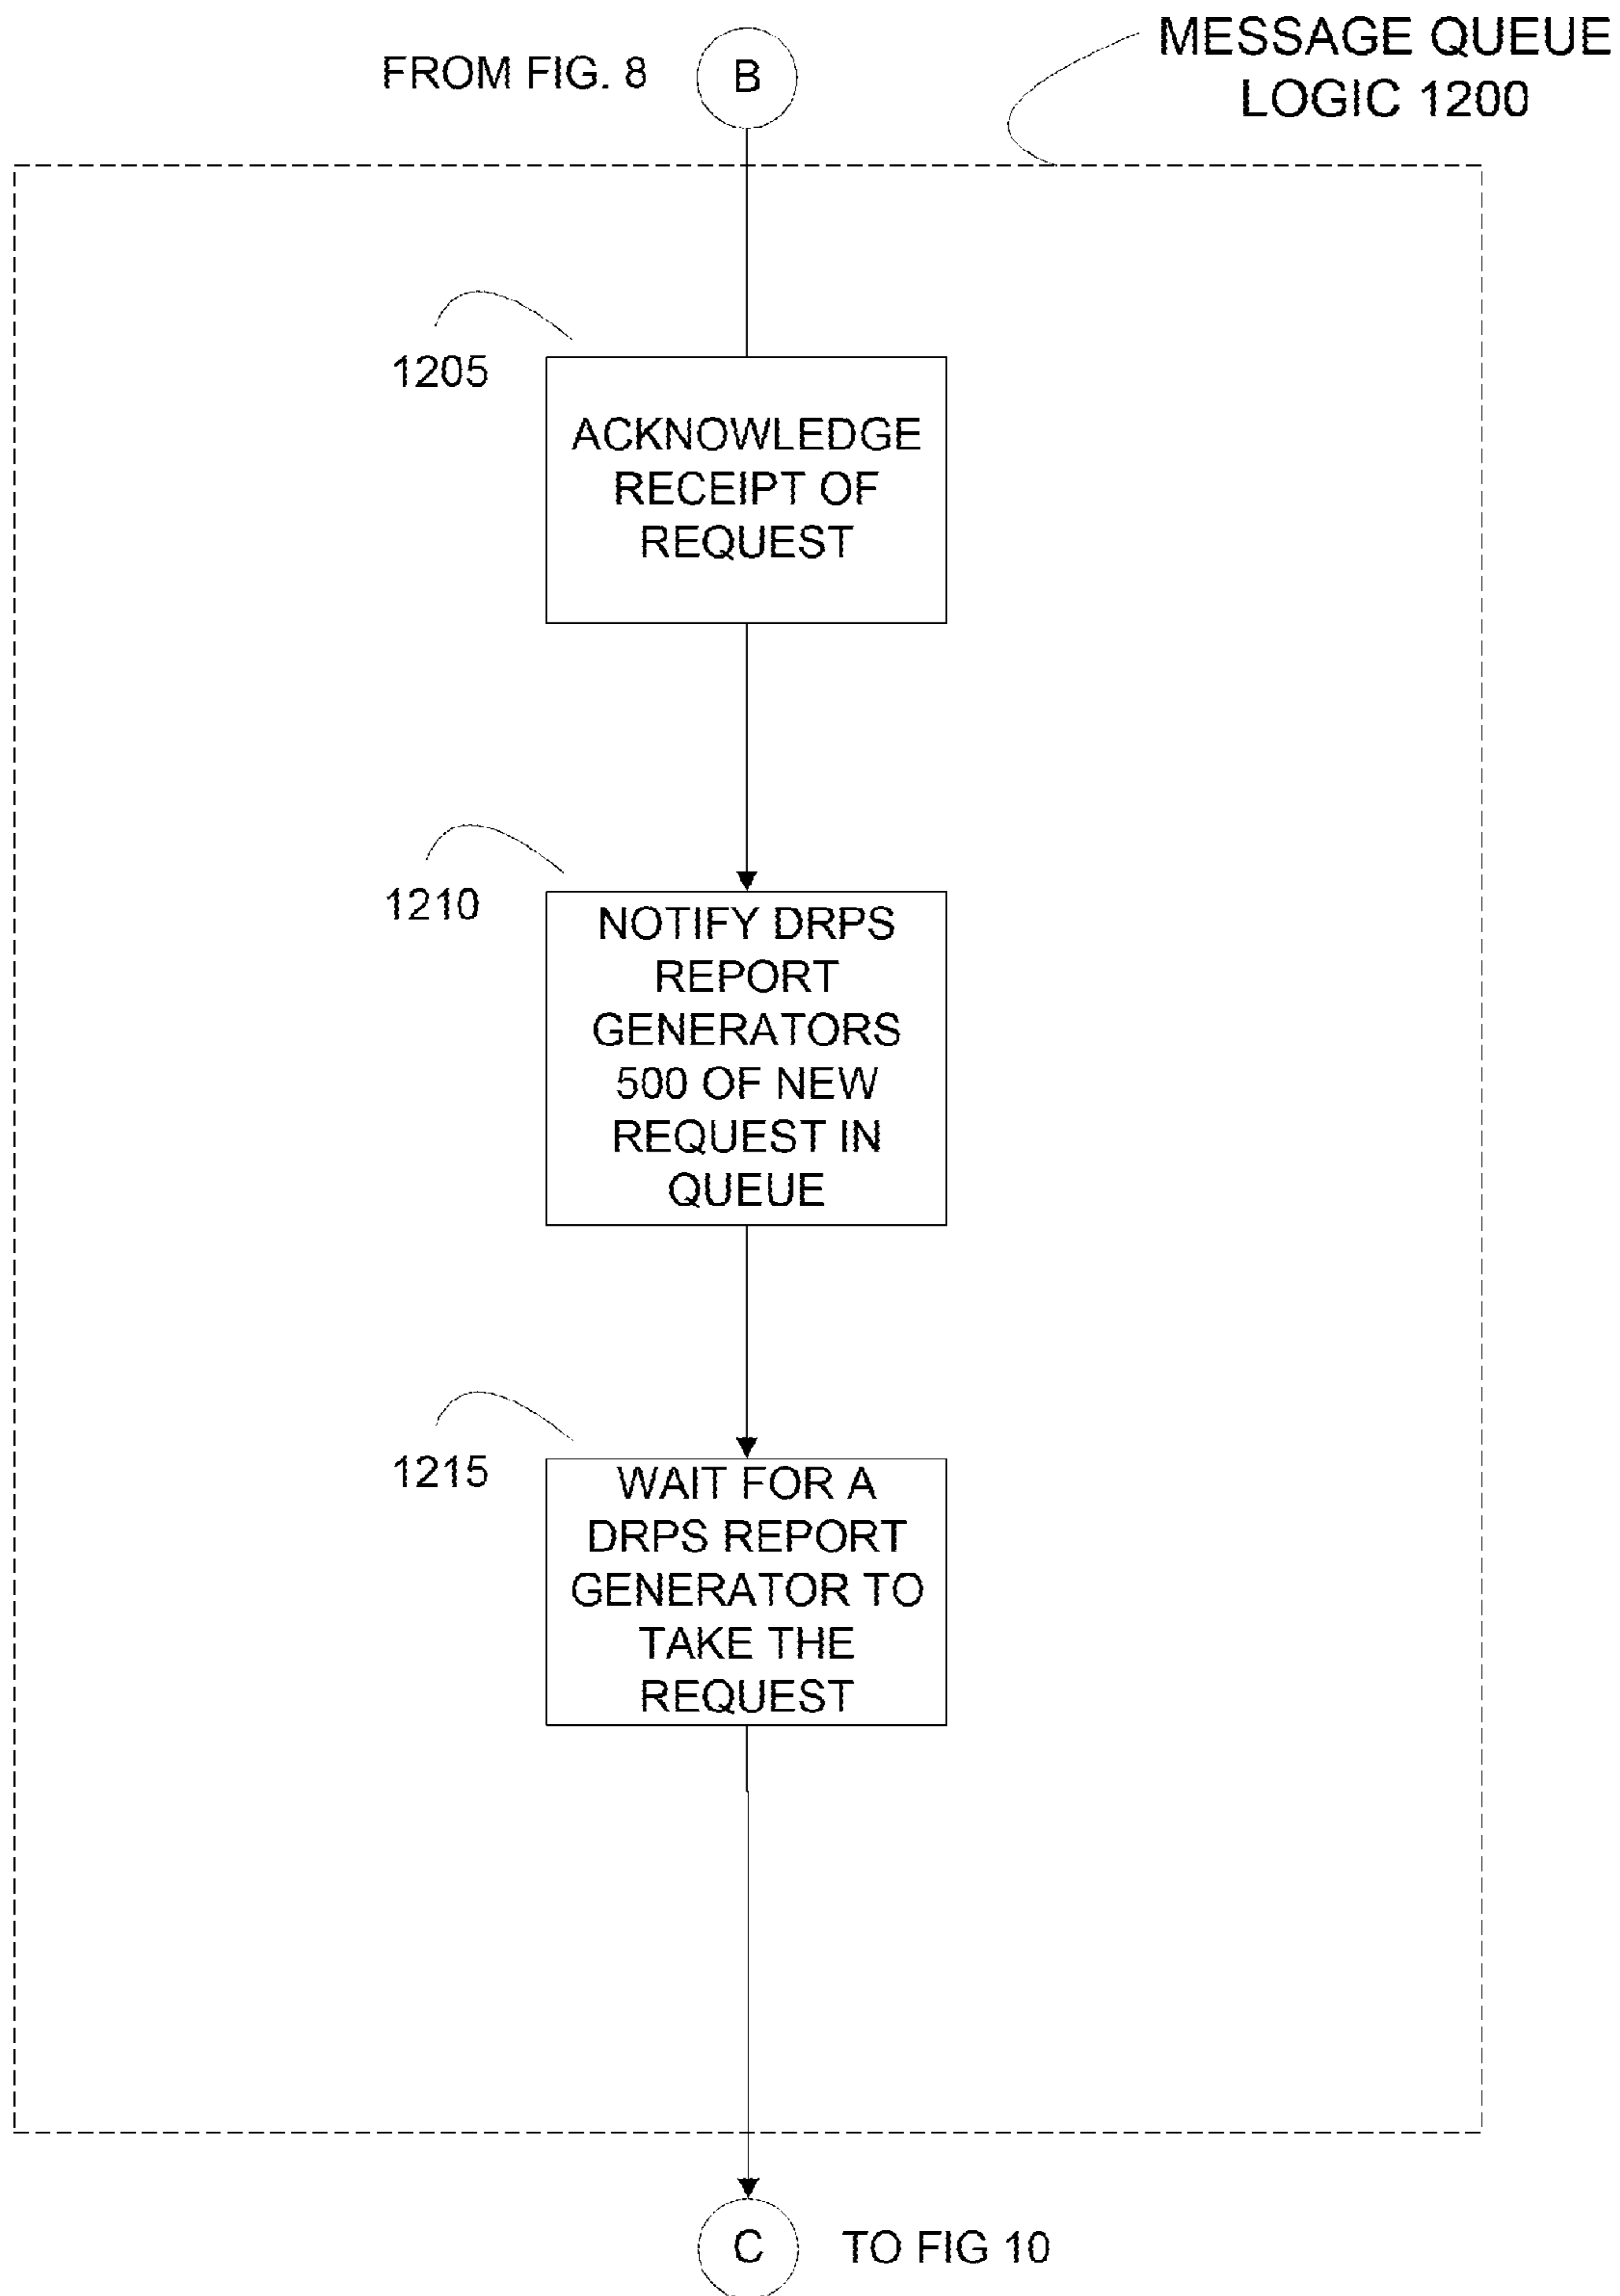 FROM FIG. 8
B
MESSAGE QUEUE
LOGIC 1200
1205
ACKNOWLEDGE
RECEIPT OF
REQUEST
1210
NOTIFY DRPS
REPORT
GENERATORS
500 OF NEW
REQUEST IN
QUEUE
1215
WAIT FOR A
DRPS REPORT
GENERATOR TO
TAKE THE
REQUEST
C
TO FIG 10